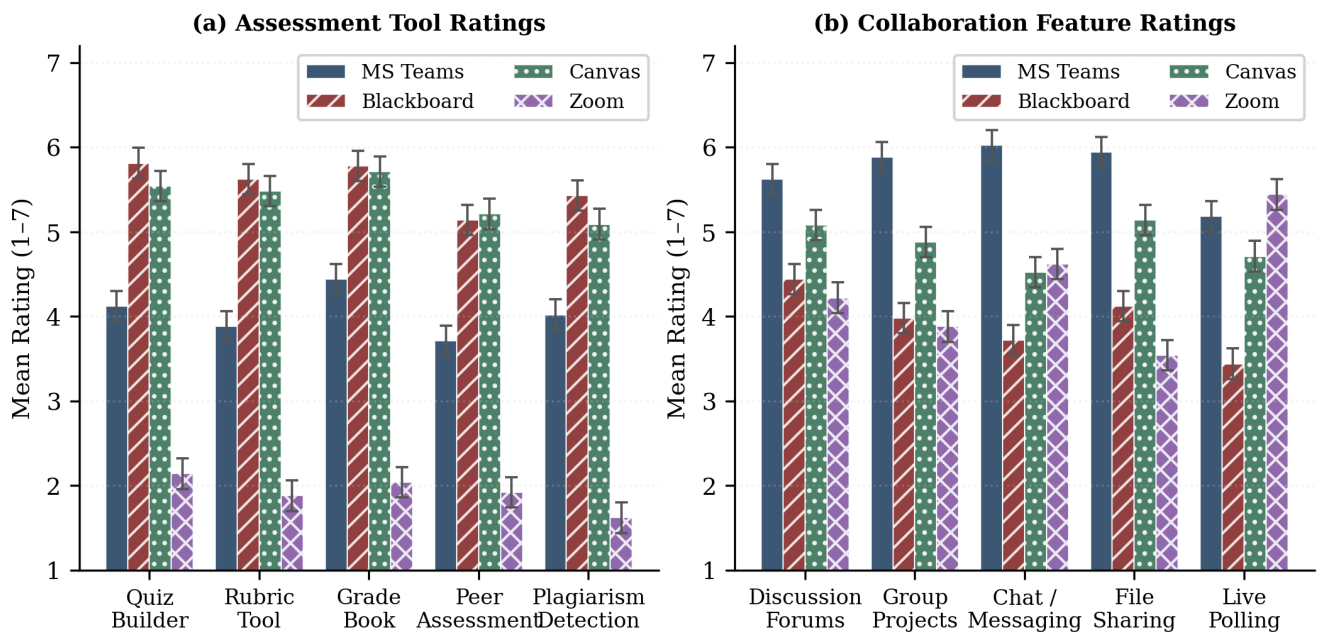 (a) Assessment Tool Ratings
Mean Rating (1–7)
7
6
5
4
3
2
1
MS Teams
Blackboard
Canvas
Zoom
Quiz
Builder
Rubric
Tool
Grade
Book
Peer
Assessment
Plagiarism
Detection
(b) Collaboration Feature Ratings
Mean Rating (1–7)
7
6
5
4
3
2
1
MS Teams
Blackboard
Canvas
Zoom
Discussion
Forums
Group
Projects
Chat /
Messaging
File
Sharing
Live
Polling